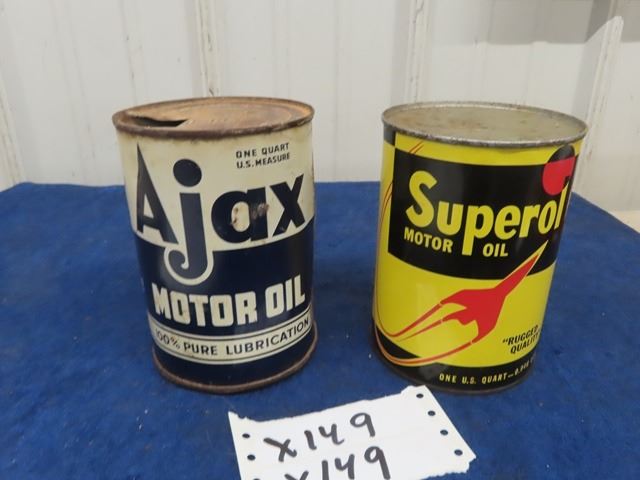 ONE QUART
U.S. MEASURE
Ajax
MOTOR OIL
100% PURE LUBRICATION
Superol
MOTOR OIL
"RUGGED
QUALITY
ONE U.S. QUART
X149
X149